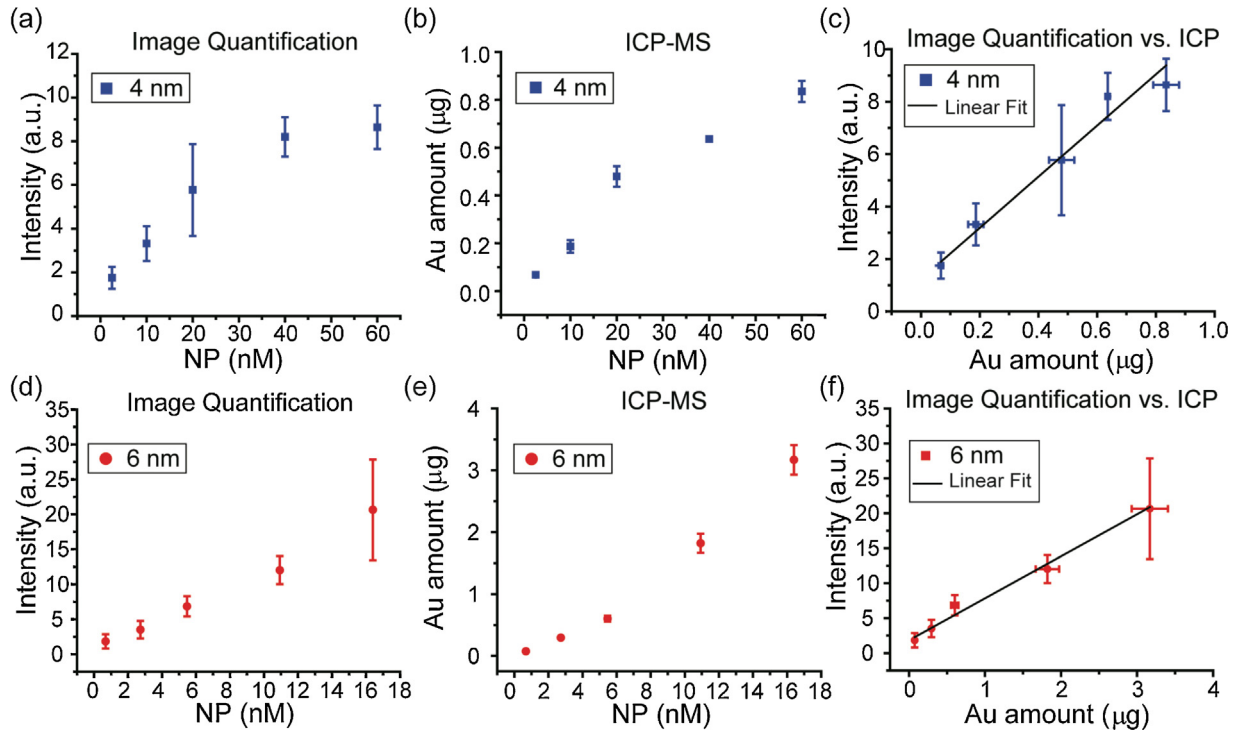 (a)
Image Quantification
12
10
8
6
4
2
0
Intensity (a.u.)
4 nm
0 10 20 30 40 50 60
NP (nM)
(b)
ICP-MS
0.8
0.6
0.4
0.2
0.0
Au amount (μg)
4 nm
0 10 20 30 40 50 60
NP (nM)
(c)
Image Quantification vs. ICP
10
8
6
4
2
0
Intensity (a.u.)
4 nm
Linear Fit
0.0 0.2 0.4 0.6 0.8 1.0
Au amount (μg)
(d)
Image Quantification
35
30
25
20
15
10
5
0
Intensity (a.u.)
6 nm
0 2 4 6 8 10 12 14 16 18
NP (nM)
(e)
ICP-MS
4
3
2
1
0
Au amount (μg)
6 nm
0 2 4 6 8 10 12 14 16 18
NP (nM)
(f)
Image Quantification vs. ICP
35
30
25
20
15
10
5
0
Intensity (a.u.)
6 nm
Linear Fit
0 1 2 3 4
Au amount (μg)